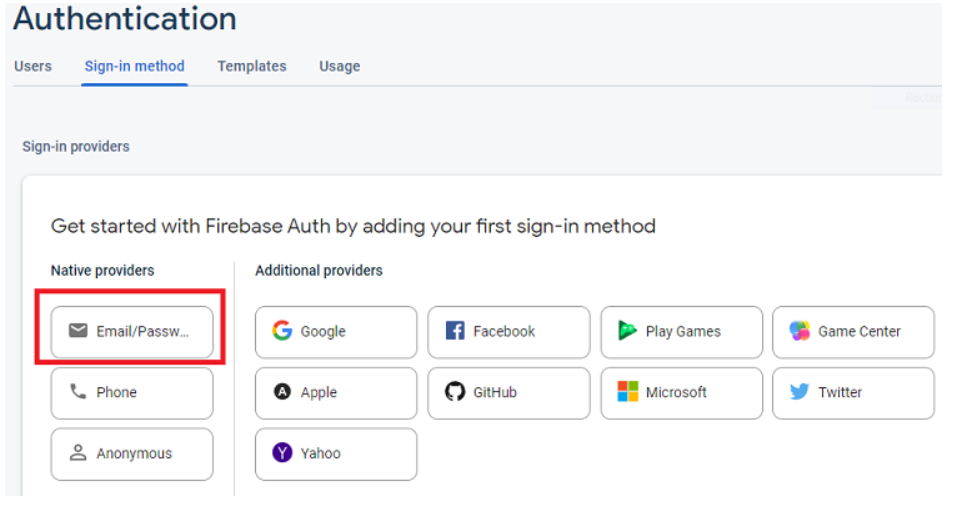 Authentication
Users Sign-in method Templates Usage
Sign-in providers
Get started with Firebase Auth by adding your first sign-in method
Native providers Additional providers
Email/Passw... Google Facebook Play Games Game Center
Phone Apple GitHub Microsoft Twitter
Anonymous Yahoo